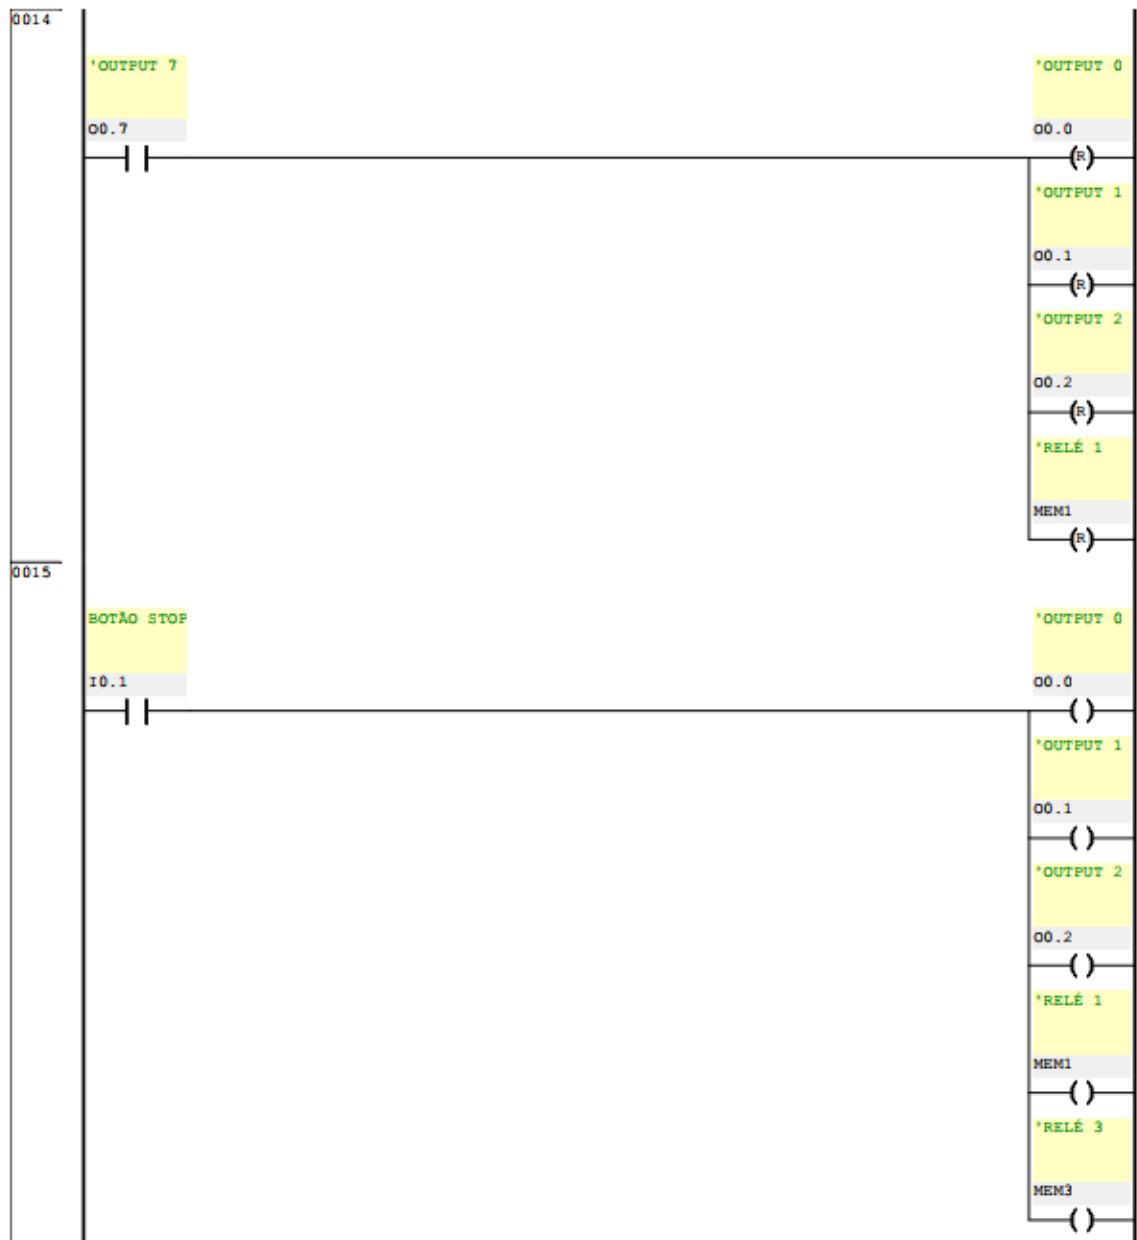 0014
'OUTPUT 7
O0.7
'OUTPUT 0
O0.0
R
'OUTPUT 1
O0.1
R
'OUTPUT 2
O0.2
R
'RELÉ 1
MEM1
R
0015
BOTÃO STOP
I0.1
'OUTPUT 0
O0.0
'OUTPUT 1
O0.1
'OUTPUT 2
O0.2
'RELÉ 1
MEM1
'RELÉ 3
MEM3